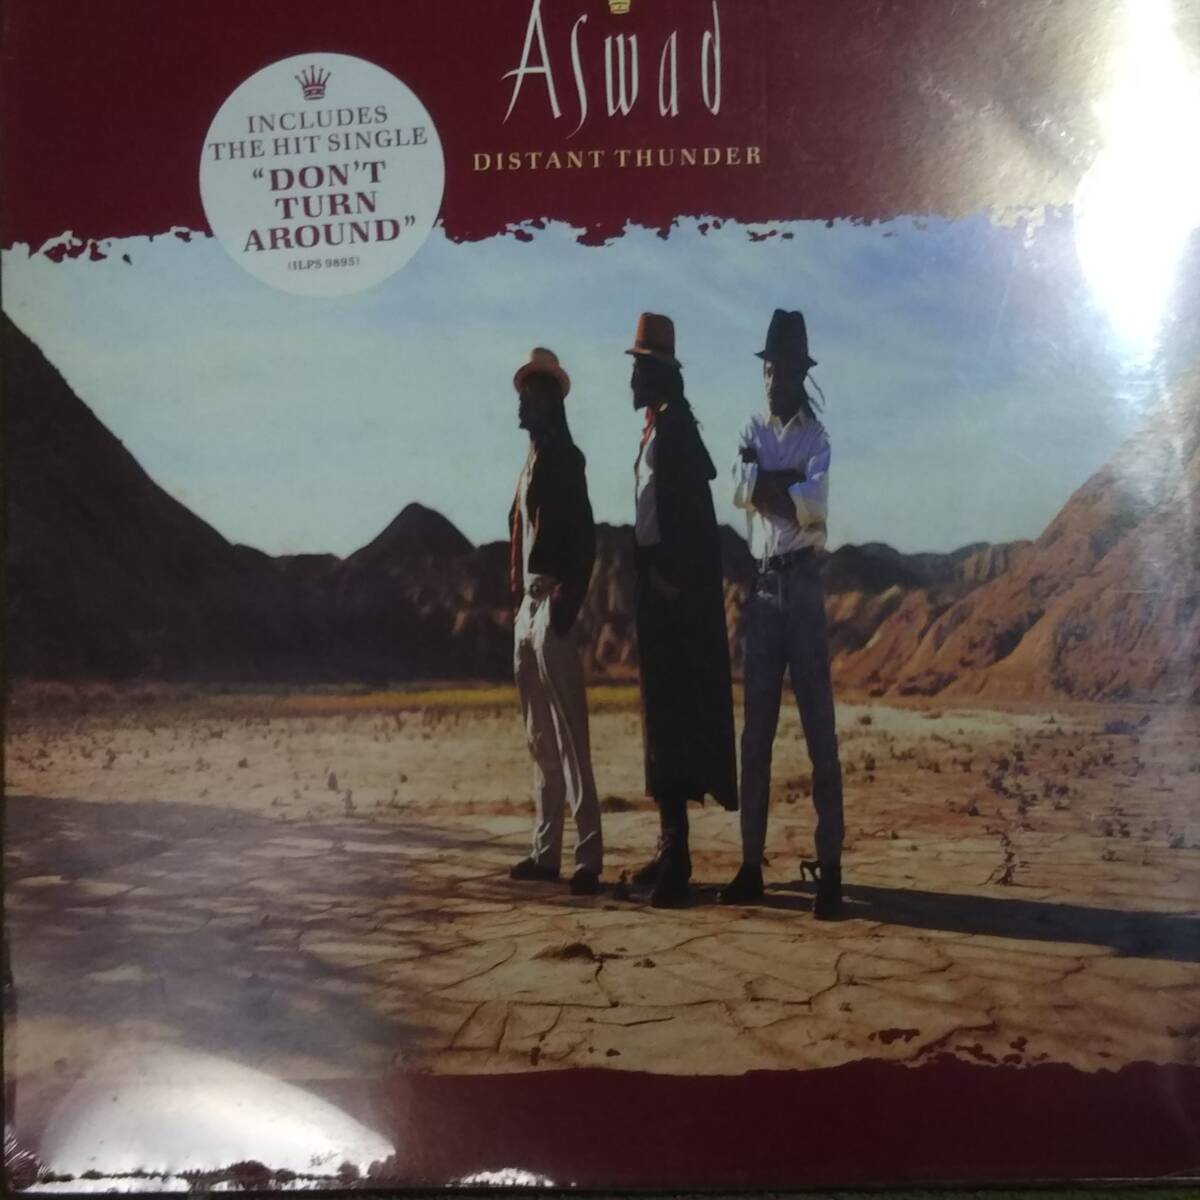 Aswad
DISTANT THUNDER
INCLUDES
THE HIT SINGLE
"DON'T
TURN
AROUND"
(ILPS 9895)